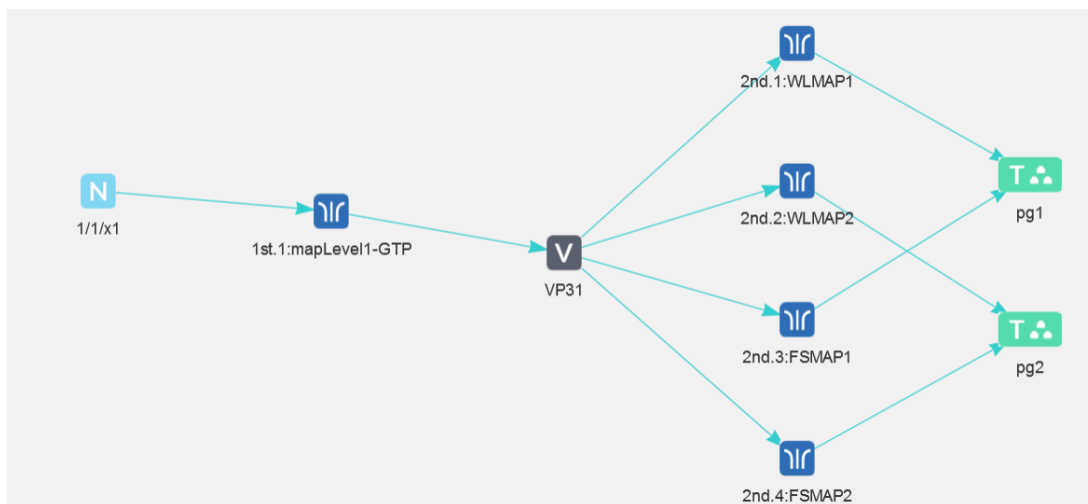 2nd.1:WLMAP1
N
1/1/x1
1st.1:mapLevel1-GTP
V
VP31
2nd.2:WLMAP2
2nd.3:FSMAP1
2nd.4:FSMAP2
T
pg1
T
pg2